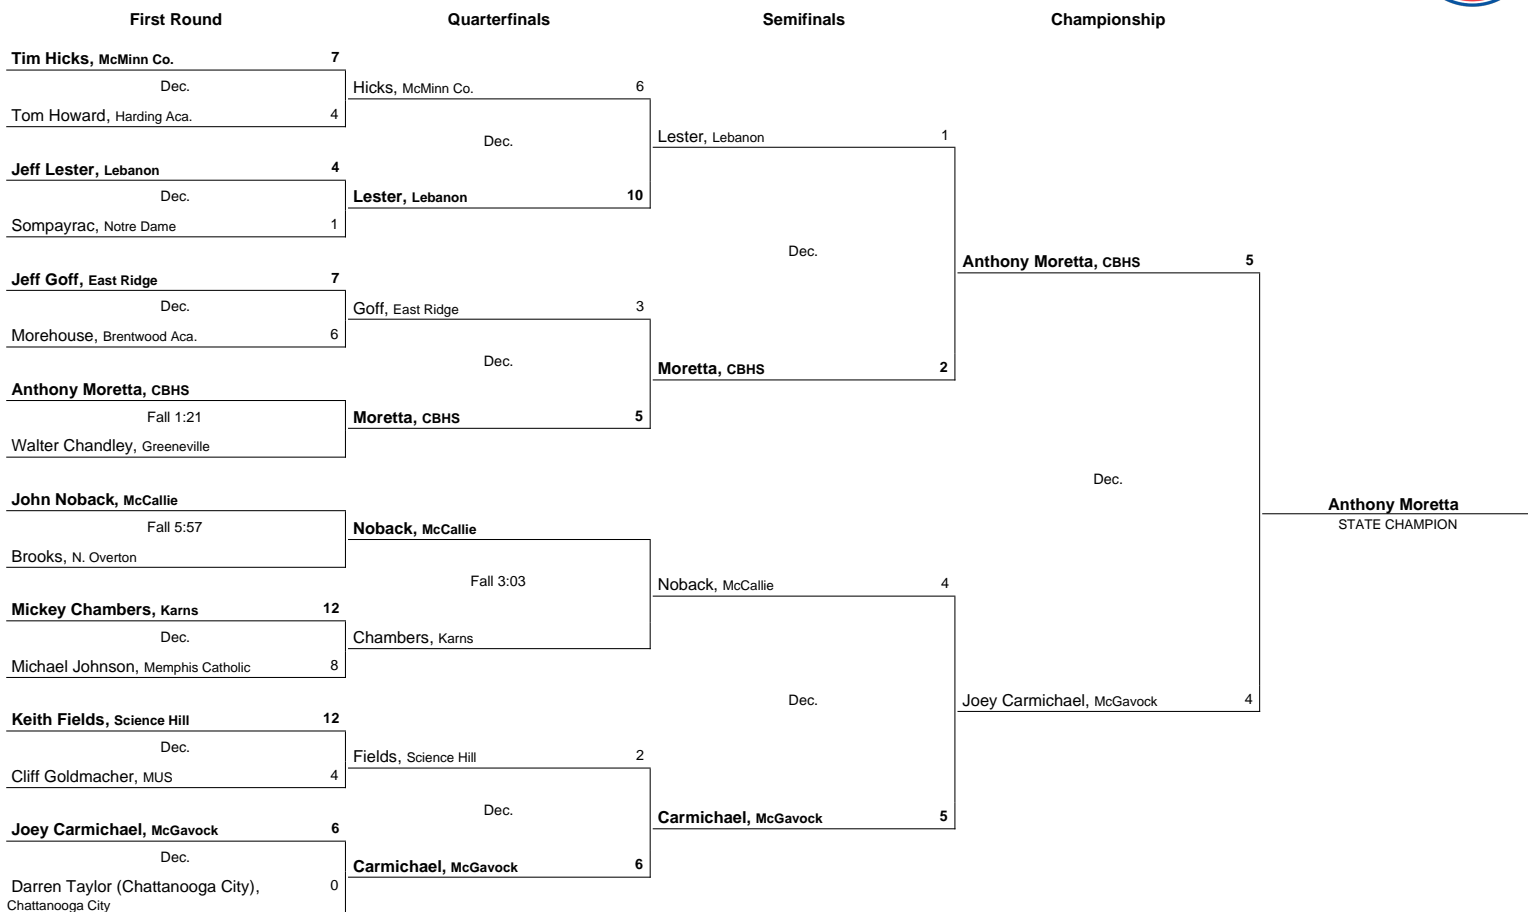 First Round Quarterfinals Semifinals Championship
Tim Hicks, McMinn Co. 7
Dec.
Tom Howard, Harding Aca. 4
Jeff Lester, Lebanon 4
Dec.
Sompayrac, Notre Dame 1
Jeff Goff, East Ridge 7
Dec.
Morehouse, Brentwood Aca. 6
Anthony Moretta, CBHS
Fall 1:21
Walter Chandley, Greeneville
John Noback, McCallie
Fall 5:57
Brooks, N. Overton
Mickey Chambers, Karns 12
Dec.
Michael Johnson, Memphis Catholic 8
Keith Fields, Science Hill 12
Dec.
Cliff Goldmacher, MUS 4
Joey Carmichael, McGavock 6
Dec.
Darren Taylor (Chattanooga City), 0
Chattanooga City
Hicks, McMinn Co. 6
Dec.
Lester, Lebanon 10
Goff, East Ridge 3
Dec.
Moretta, CBHS 5
Noback, McCallie
Fall 3:03
Chambers, Karns
Fields, Science Hill 2
Dec.
Carmichael, McGavock 6
Lester, Lebanon 1
Dec.
Moretta, CBHS 2
Noback, McCallie 4
Dec.
Carmichael, McGavock 5
Anthony Moretta, CBHS 5
Dec.
Joey Carmichael, McGavock 4
Anthony Moretta
STATE CHAMPION